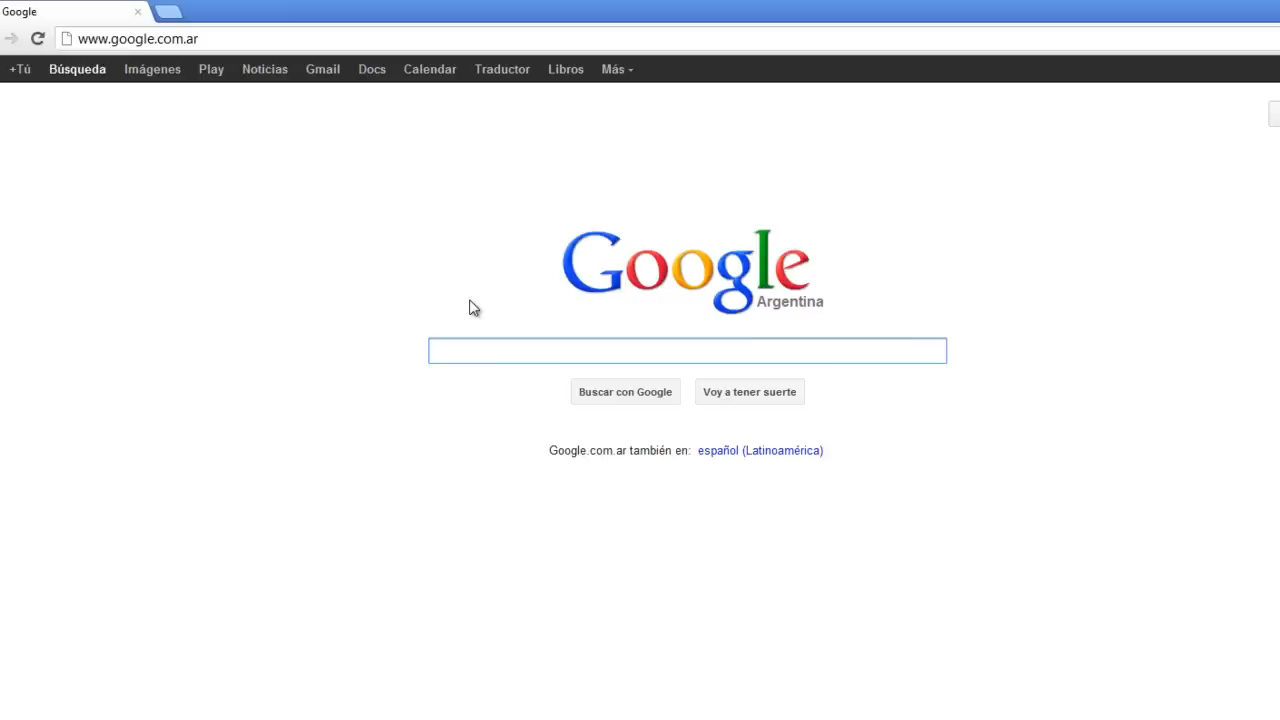 Google
www.google.com.ar
+Tú Búsqueda Imágenes Play Noticias Gmail Docs Calendar Traductor Libros Más
Google
Argentina
Buscar con Google Voy a tener suerte
Google.com.ar también en: español (Latinoamérica)